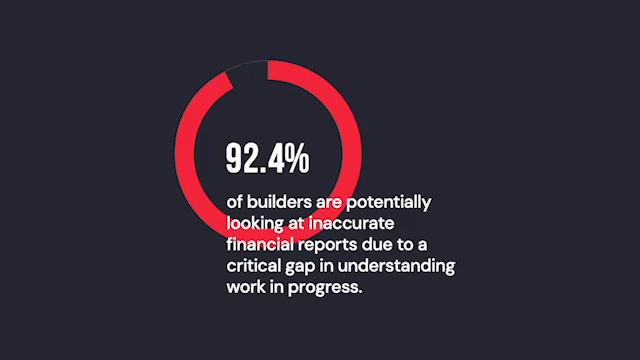 92.4%
of builders are potentially
looking at inaccurate
financial reports due to a
critical gap in understanding
work in progress.